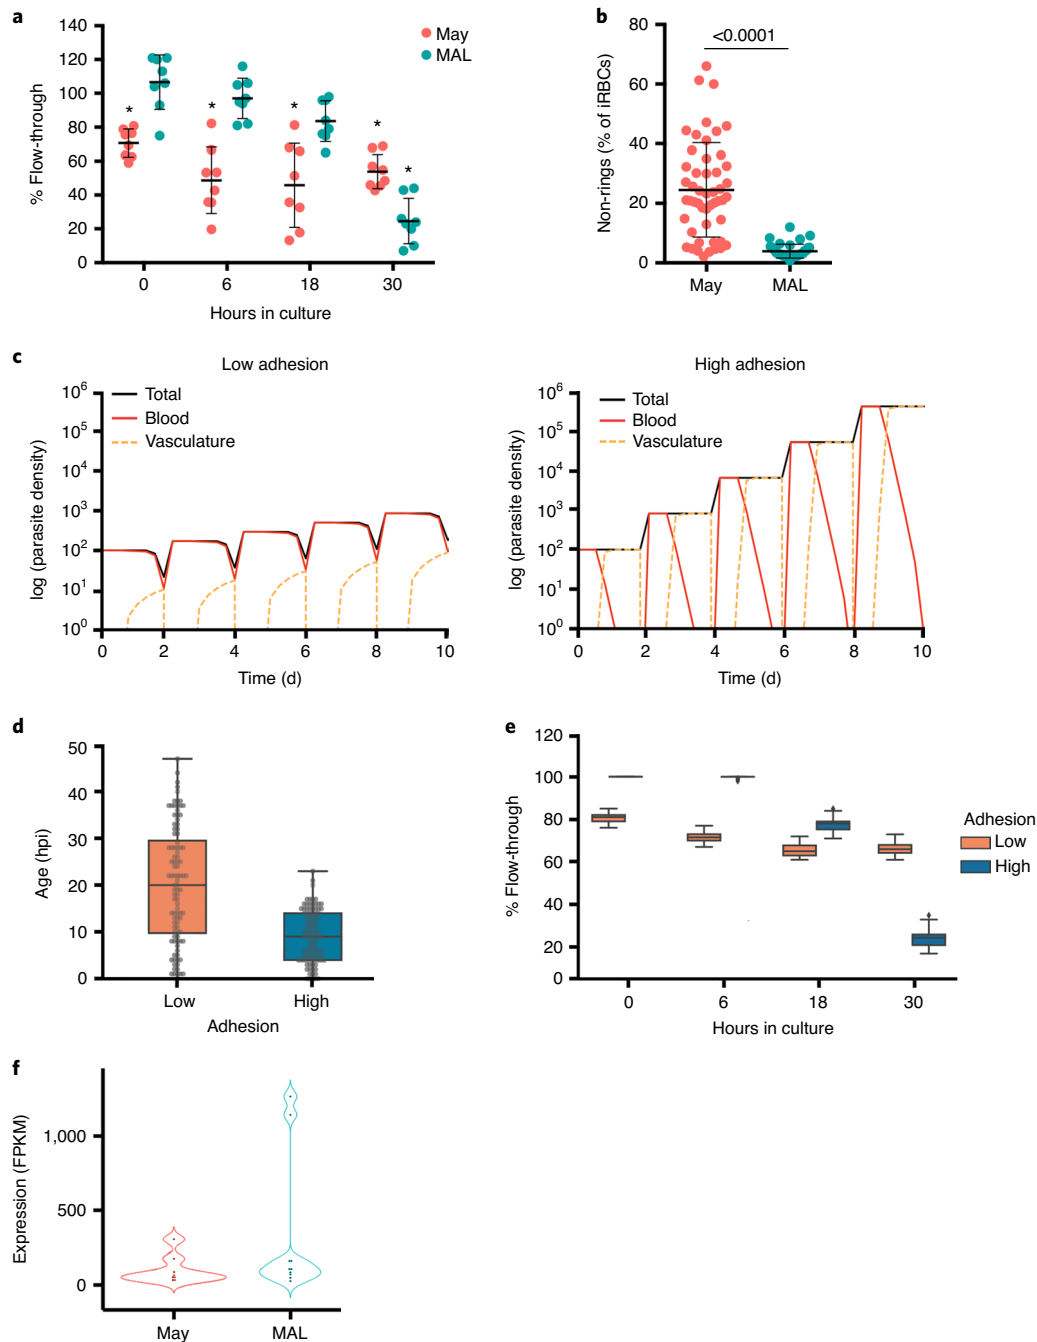 a
% Flow-through
140
120
100
80
60
40
20
0
* * * * *
May
MAL
0 6 18 30
Hours in culture
b
Non-rings (% of iRBCs)
80
60
40
20
0
<0.0001
May MAL
c
Low adhesion
log (parasite density)
10^6
10^5
10^4
10^3
10^2
10^1
10^0
Total
Blood
Vasculature
0 2 4 6 8 10
Time (d)
High adhesion
log (parasite density)
10^6
10^5
10^4
10^3
10^2
10^1
10^0
Total
Blood
Vasculature
0 2 4 6 8 10
Time (d)
d
Age (hpi)
50
40
30
20
10
0
Low High
Adhesion
e
% Flow-through
120
100
80
60
40
20
0
Adhesion
Low
High
0 6 18 30
Hours in culture
f
Expression (FPKM)
1,000
500
0
May MAL